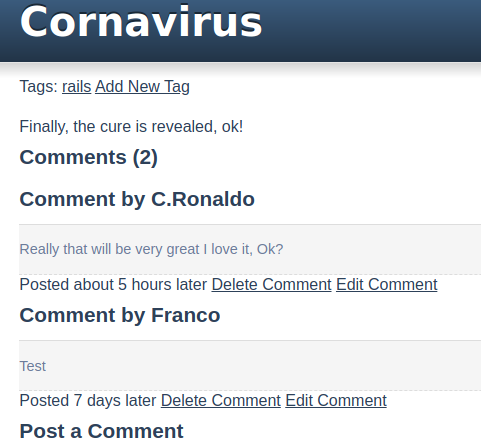 Cornavirus
Tags: rails Add New Tag
Finally, the cure is revealed, ok!
Comments (2)
Comment by C.Ronaldo
Really that will be very great I love it, Ok?
Posted about 5 hours later Delete Comment Edit Comment
Comment by Franco
Test
Posted 7 days later Delete Comment Edit Comment
Post a Comment